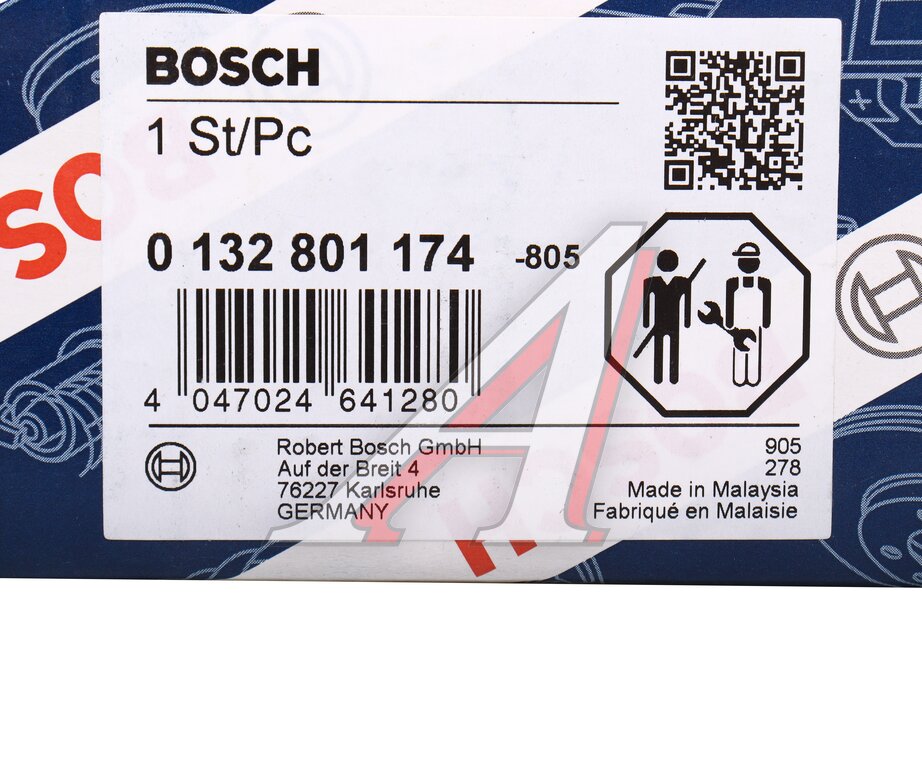 BOSCH
1 St/Pc
0 132 801 174 -805
4 047024 641280
Robert Bosch GmbH
Auf der Breit 4
76227 Karlsruhe
GERMANY
905
278
Made in Malaysia
Fabriqué en Malaisie